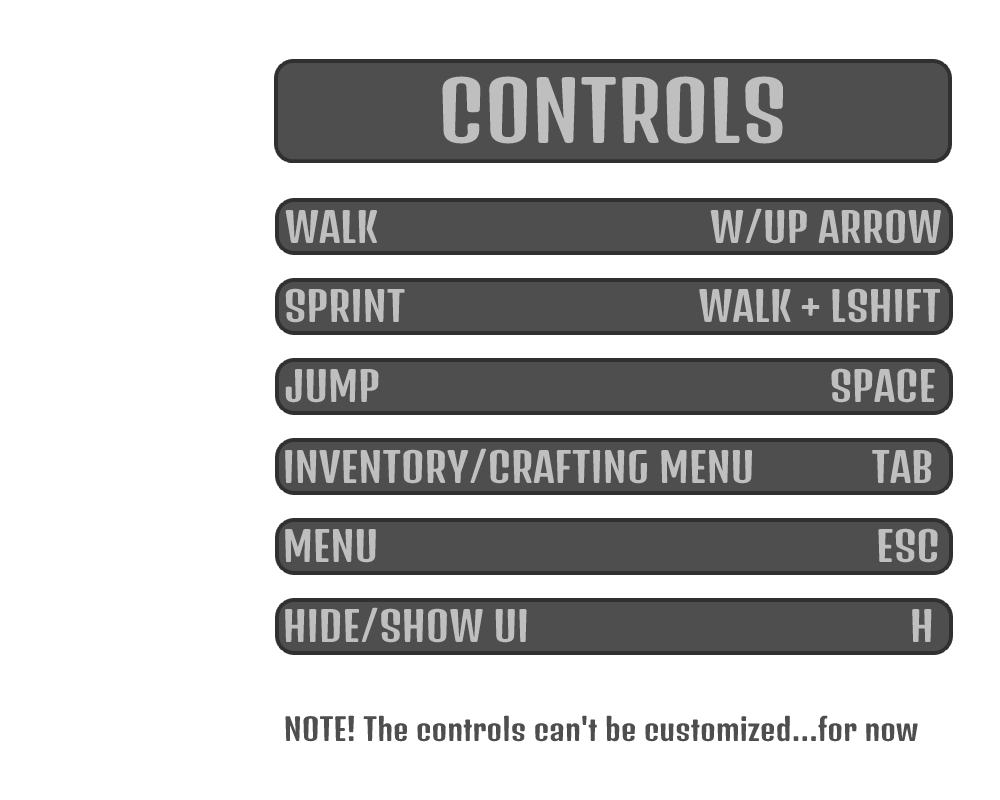 CONTROLS
WALK W/UP ARROW
SPRINT WALK + LSHIFT
JUMP SPACE
INVENTORY/CRAFTING MENU TAB
MENU ESC
HIDE/SHOW UI H
NOTE! The controls can't be customized...for now